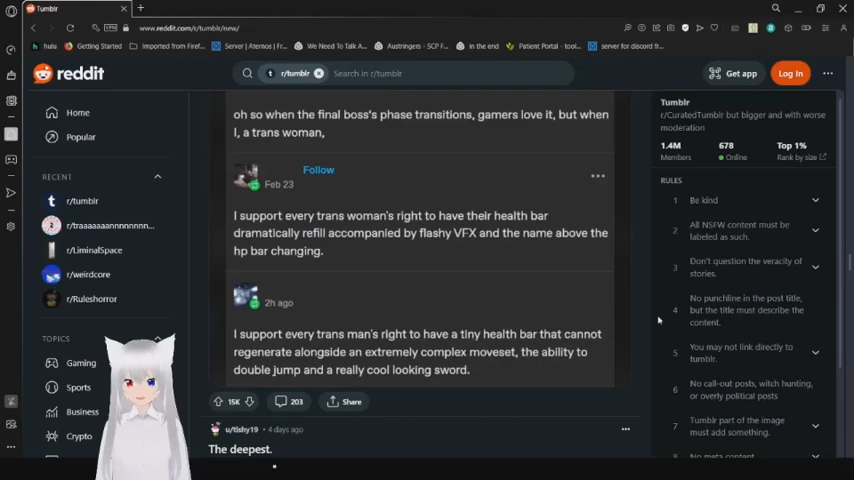 Tumblr
www.reddit.com/r/tumblr/new/
VPN
hulu
Getting Started
Imported from Firef...
Server | Aternos | F...
We Need To Talk A...
Austringers - SCP F...
in the end
Patient Portal - tool...
server for discord fr...
reddit
r/tumblr
Search in r/tumblr
Get app
Log In
Home
Popular
RECENT
r/tumblr
r/traaaaaaannnnnnnn...
r/LiminalSpace
r/weirdcore
r/Ruleshorror
TOPICS
Gaming
Sports
Business
Crypto
oh so when the final boss's phase transitions, gamers love it, but when
I, a trans woman,
Follow
Feb 23
I support every trans woman's right to have their health bar
dramatically refill accompanied by flashy VFX and the name above the
hp bar changing.
2h ago
I support every trans man's right to have a tiny health bar that cannot
regenerate alongside an extremely complex moveset, the ability to
double jump and a really cool looking sword.
15K
203
Share
u/tlshy19 • 4 days ago
The deepest.
Tumblr
r/CuratedTumblr but bigger and with worse
moderation
1.4M
678
Top 1%
Members
Online
Rank by size
RULES
1 Be kind
2 All NSFW content must be
labeled as such.
3 Don't question the veracity of
stories.
4 No punchline in the post title,
but the title must describe the
content.
5 You may not link directly to
tumblr.
6 No call-out posts, witch hunting,
or overly political posts
7 Tumblr part of the image
must add something.
8 No meta content